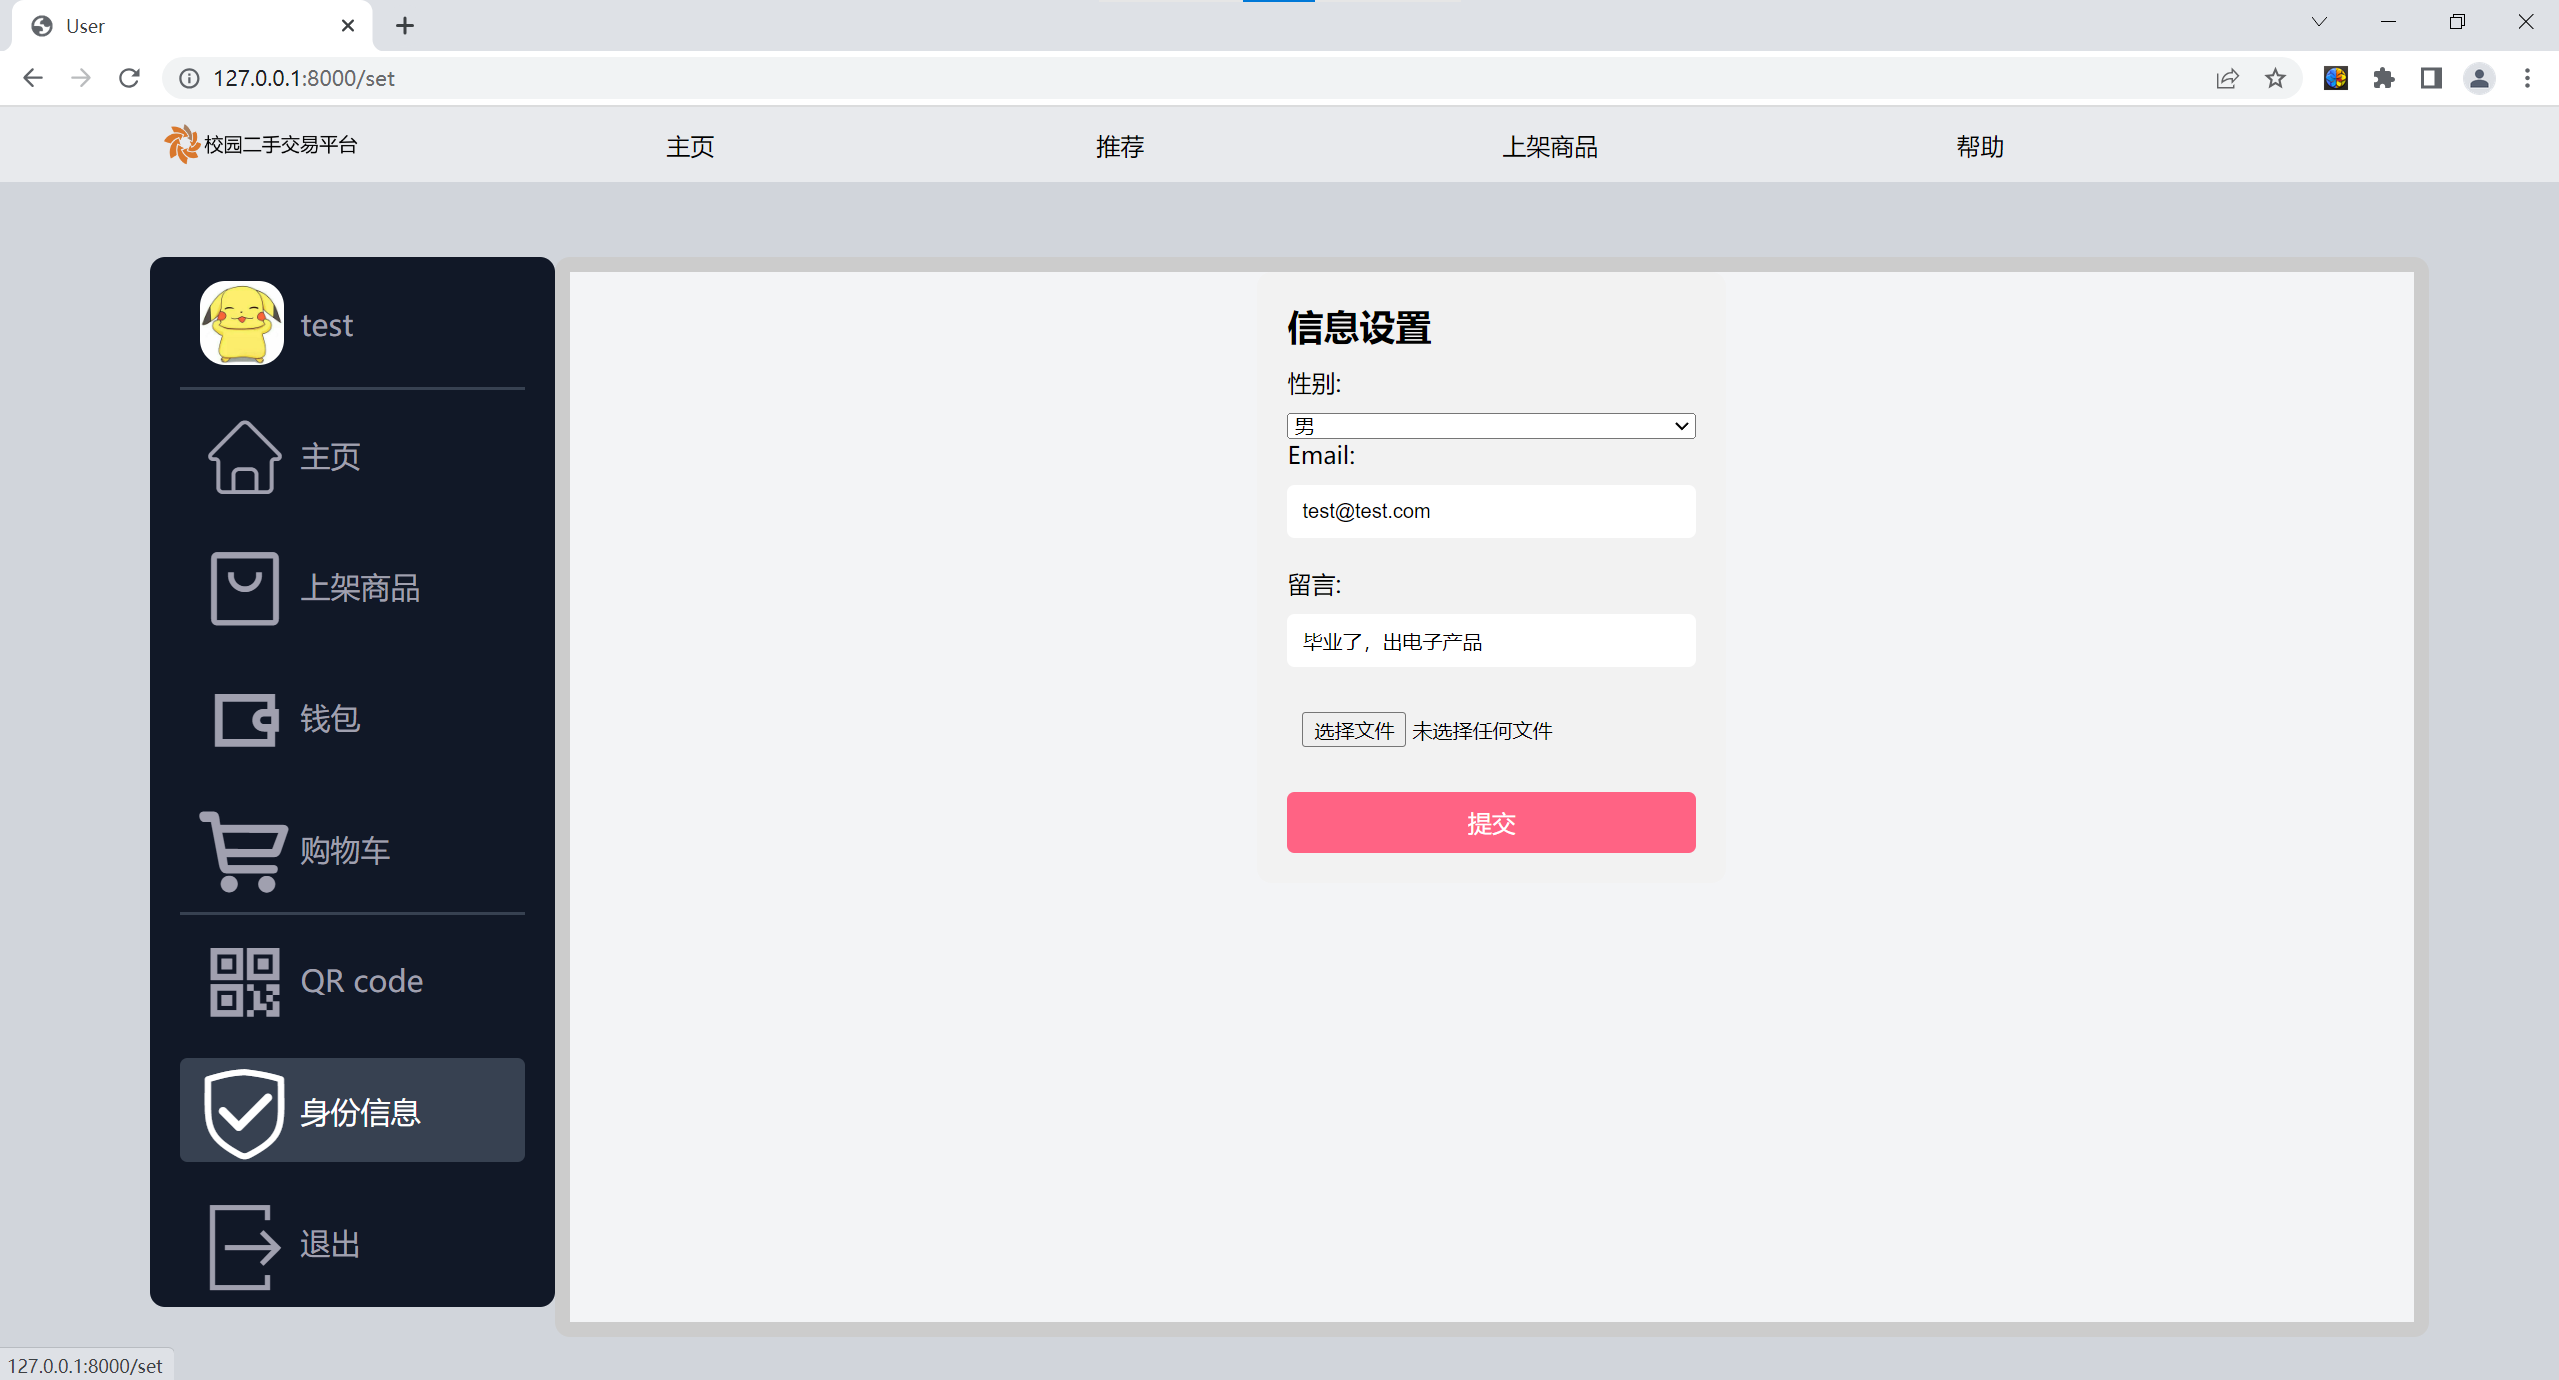 User
127.0.0.1:8000/set
校园二手交易平台
主页
推荐
上架商品
帮助
test
主页
上架商品
钱包
购物车
QR code
身份信息
退出
信息设置
性别:
男
Email:
test@test.com
留言:
毕业了，出电子产品
选择文件 未选择任何文件
提交
127.0.0.1:8000/set